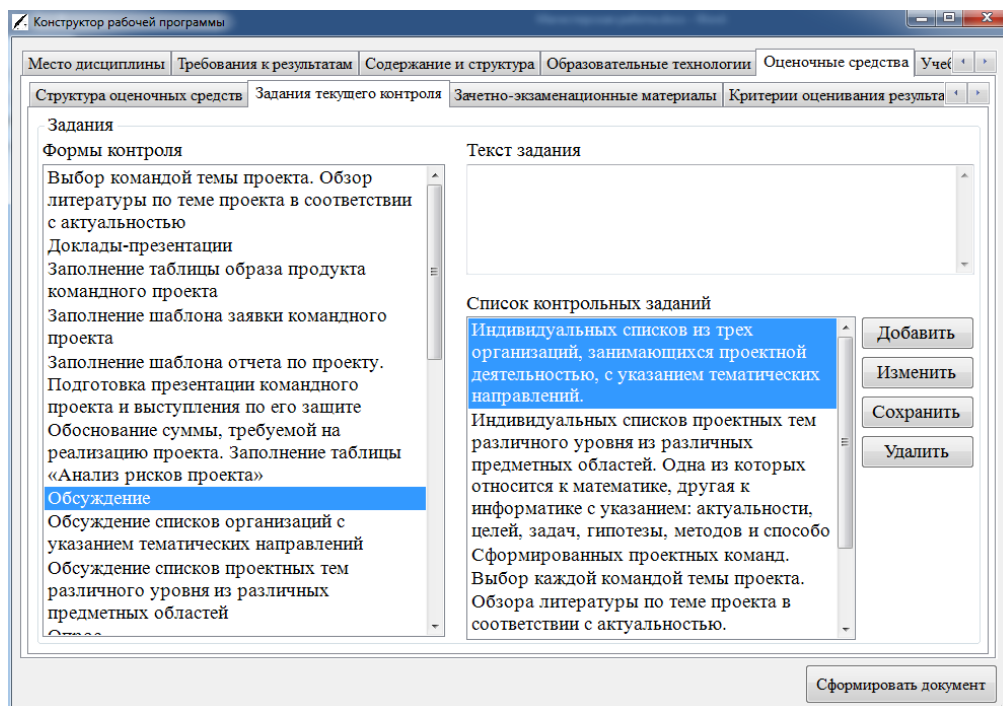 Конструктор рабочей программы
Место дисциплины Требования к результатам Содержание и структура Образовательные технологии Оценочные средства Учеб
Структура оценочных средств Задания текущего контроля Зачетно-экзаменационные материалы Критерии оценивания результа
Задания
Формы контроля
Выбор командой темы проекта. Обзор
литературы по теме проекта в соответствии
с актуальностью
Доклады-презентации
Заполнение таблицы образа продукта
командного проекта
Заполнение шаблона заявки командного
проекта
Заполнение шаблона отчета по проекту.
Подготовка презентации командного
проекта и выступления по его защите
Обоснование суммы, требуемой на
реализацию проекта. Заполнение таблицы
«Анализ рисков проекта»
Обсуждение
Обсуждение списков организаций с
указанием тематических направлений
Обсуждение списков проектных тем
различного уровня из различных
предметных областей
Опрос
Текст задания
Список контрольных заданий
Индивидуальных списков из трех
организаций, занимающихся проектной
деятельностью, с указанием тематических
направлений.
Индивидуальных списков проектных тем
различного уровня из различных
предметных областей. Одна из которых
относится к математике, другая к
информатике с указанием: актуальности,
целей, задач, гипотезы, методов и способо
Сформированных проектных команд.
Выбор каждой командой темы проекта.
Обзора литературы по теме проекта в
соответствии с актуальностью.
Добавить
Изменить
Сохранить
Удалить
Сформировать документ